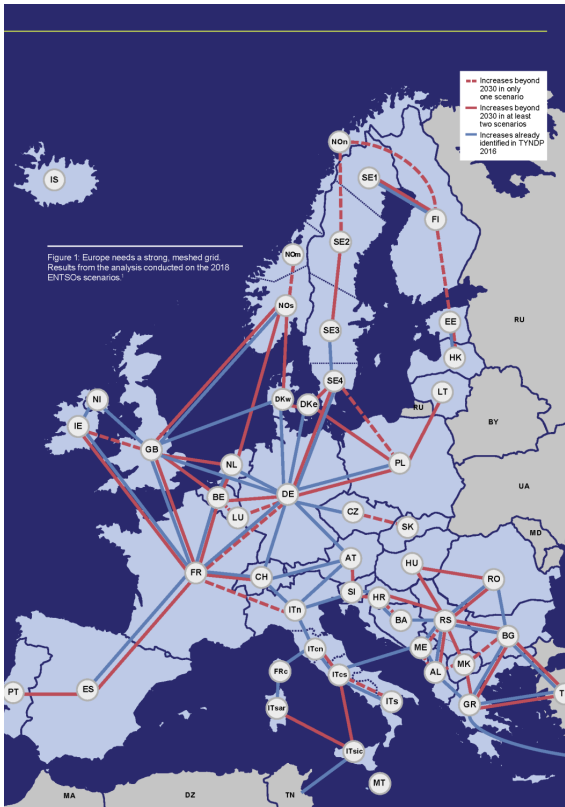 Increases beyond
2030 in only
one scenario
Increases beyond
2030 in at least
two scenarios
Increases already
identified in TYNDP
2016
NOn
SE1
IS
FI
SE2
Figure 1: Europe needs a strong, meshed grid.
Results from the analysis conducted on the 2018
ENTSOs scenarios.¹
NOm
NOs
EE
RU
SE3
HK
SE4
LT
NI
DKw
DKe
RU
BY
IE
GB
NL
PL
BE
DE
UA
LU
CZ
SK
MD
AT
FR
CH
HU
RO
SI
HR
ITn
BA
RS
BG
ITcn
ME
MK
FRc
ITcs
AL
PT
ES
ITs
GR
T
ITsar
ITsic
MT
MA
DZ
TN